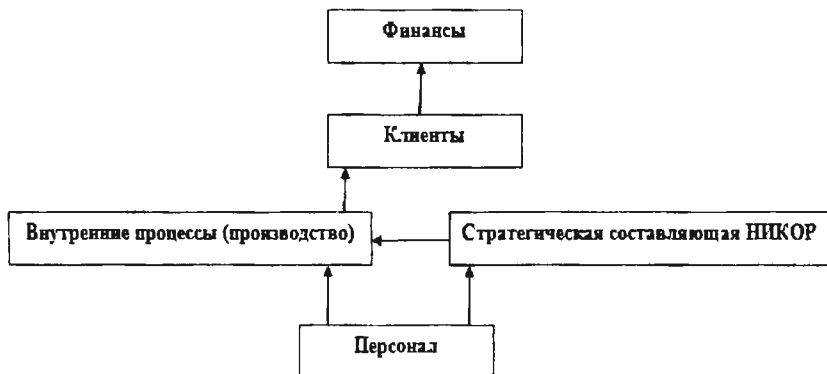 Финансы
Клиенты
Внутренние процессы (производство)
Стратегическая составляющая НИКОР
Персонал